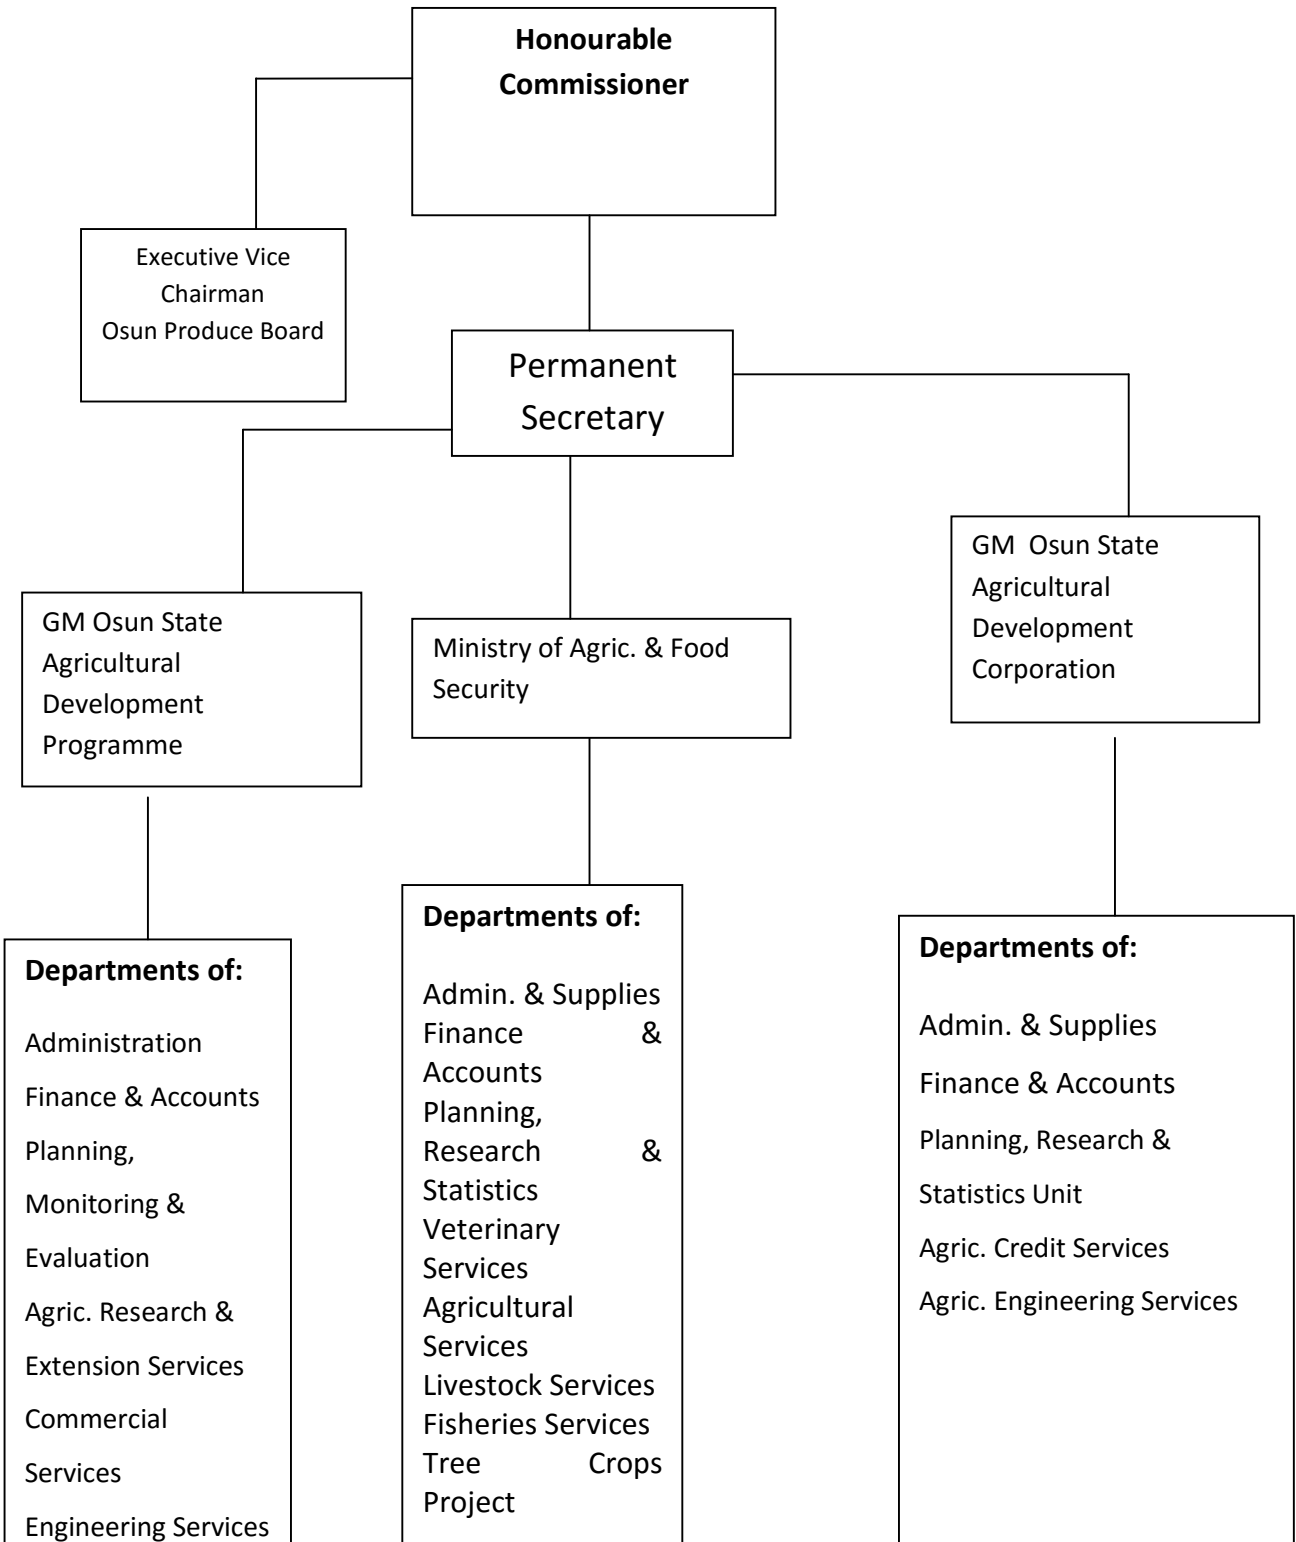 Honourable
Commissioner
Executive Vice
Chairman
Osun Produce Board
Permanent
Secretary
GM Osun State
Agricultural
Development
Programme
Ministry of Agric. & Food
Security
GM Osun State
Agricultural
Development
Corporation
Departments of:
Administration
Finance & Accounts
Planning,
Monitoring &
Evaluation
Agric. Research &
Extension Services
Commercial
Services
Engineering Services
Departments of:
Admin. & Supplies
Finance &
Accounts
Planning,
Research &
Statistics
Veterinary
Services
Agricultural
Services
Livestock Services
Fisheries Services
Tree Crops
Project
Departments of:
Admin. & Supplies
Finance & Accounts
Planning, Research &
Statistics Unit
Agric. Credit Services
Agric. Engineering Services